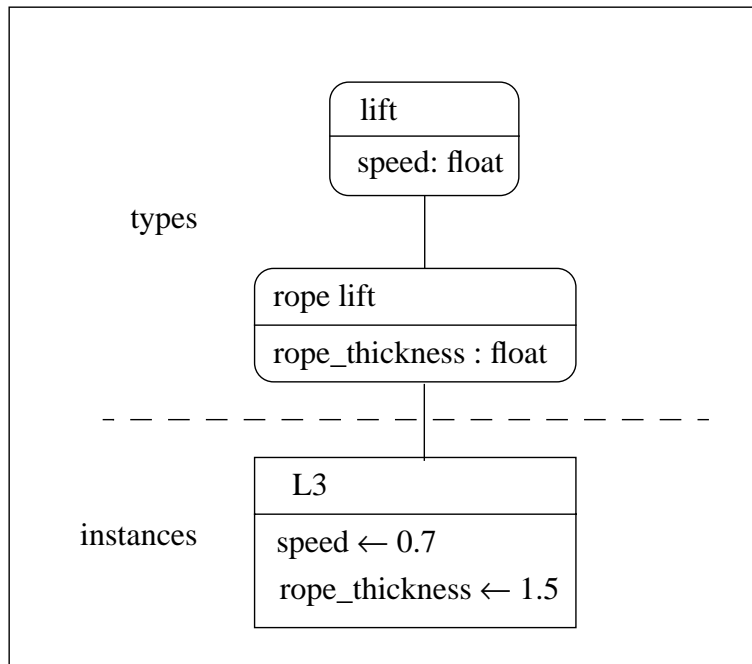 lift
speed: float
types
rope lift
rope_thickness : float
L3
instances
speed ← 0.7
rope_thickness ← 1.5